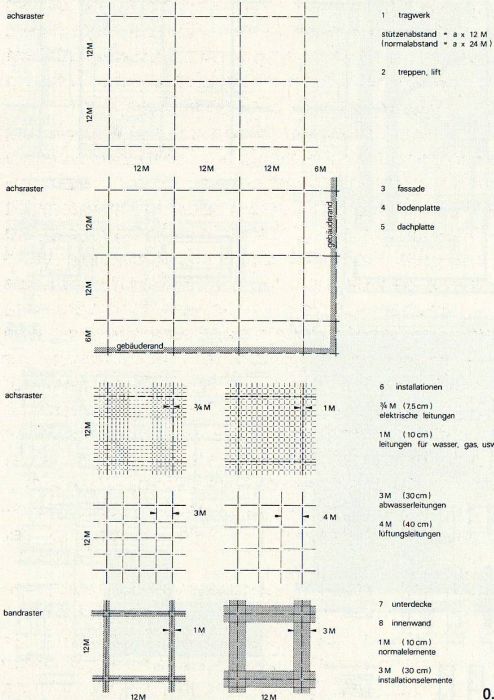 achsraster
12M
12M
12M 12M 12M 6M
1 tragwerk
stützenabstand = a x 12 M
(normalabstand = a x 24 M)
2 treppen, lift
achsraster
12M
12M
6M
gebäuderand
gebäuderand
3 fassade
4 bodenplatte
5 dachplatte
achsraster
12M
¾ M
1 M
6 installationen
¾ M (7.5 cm)
elektrische leitungen
1 M (10 cm)
leitungen für wasser, gas, usw
12M
3 M
4 M
3 M (30 cm)
abwasserleitungen
4 M (40 cm)
lüftungsleitungen
bandraster
12M
1 M
3 M
12M 12M
7 unterdecke
8 innenwand
1 M (10 cm)
normalelemente
3 M (30 cm)
installationselemente
0.